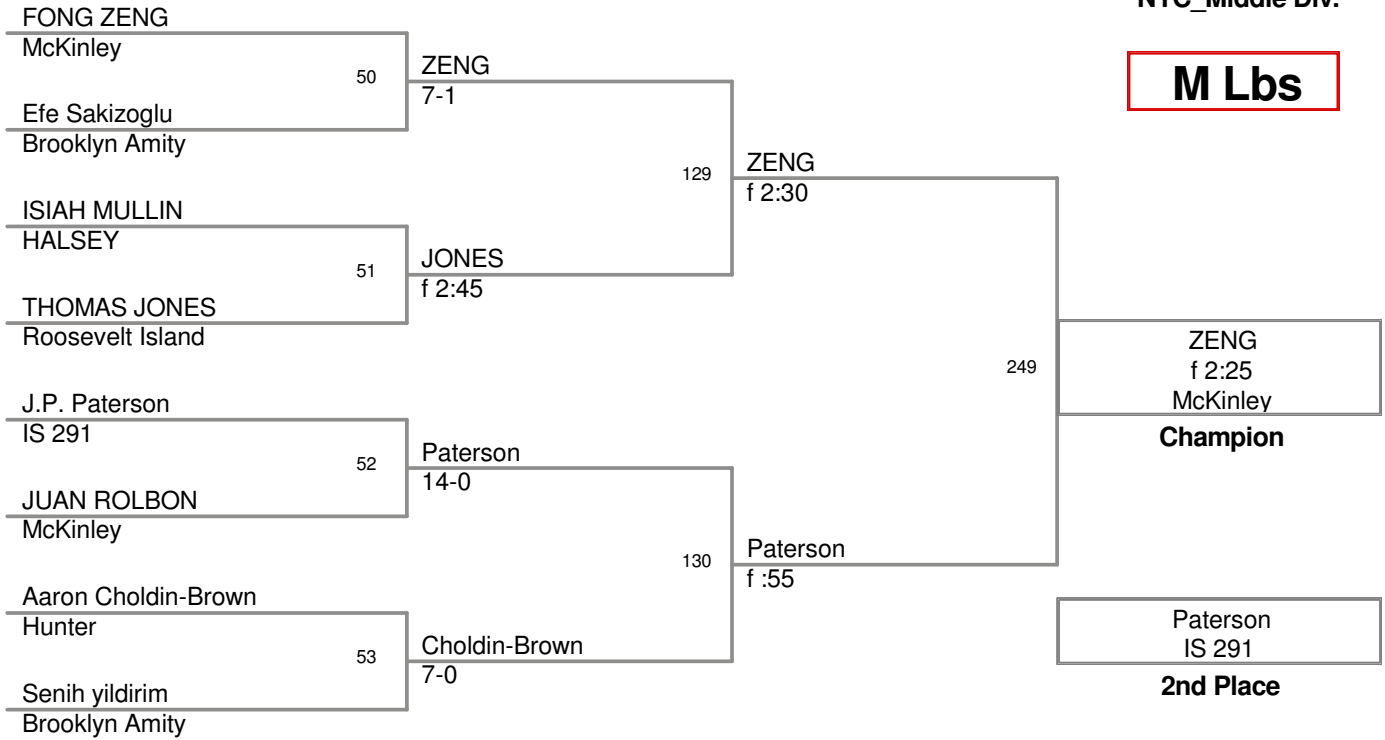 NYC_Middle Div.
M Lbs
FONG ZENG
McKinley
50
Efe Sakizoglu
Brooklyn Amity
ZENG
7-1
129
ISIAH MULLIN
HALSEY
51
THOMAS JONES
Roosevelt Island
JONES
f 2:45
ZENG
f 2:30
J.P. Paterson
IS 291
52
JUAN ROLBON
McKinley
Paterson
14-0
130
Aaron Choldin-Brown
Hunter
53
Senih yildirim
Brooklyn Amity
Choldin-Brown
7-0
Paterson
f :55
249
ZENG
f 2:25
McKinley
Champion
Paterson
IS 291
2nd Place